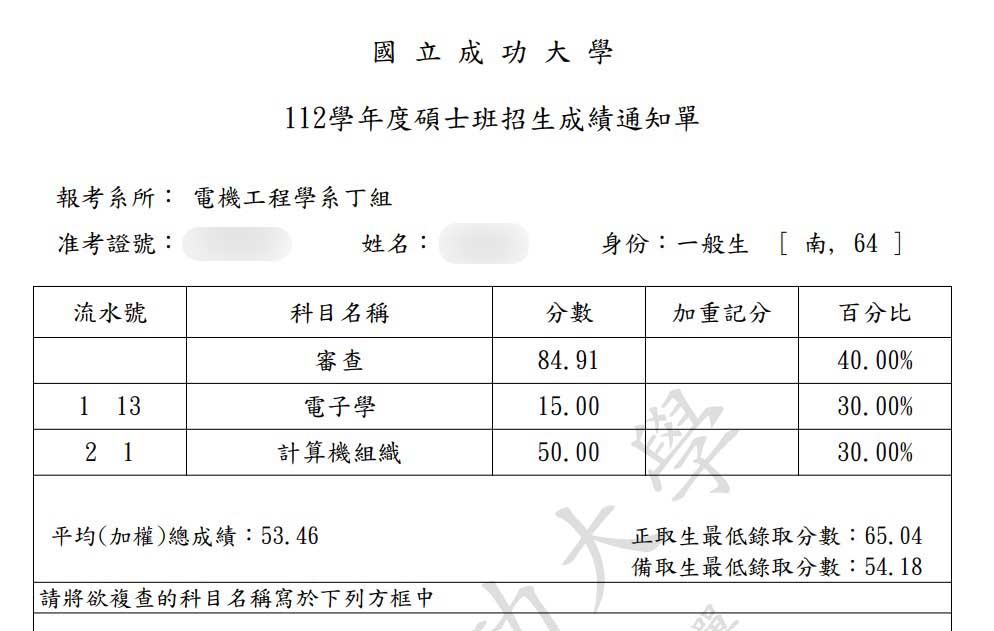 國立成功大學
112學年度碩士班招生成績通知單
報考系所： 電機工程學系丁組
准考證號： 姓名： 身份：一般生 [ 南, 64 ]
流水號 科目名稱 分數 加重記分 百分比
審查 84.91 40.00%
1 13 電子學 15.00 30.00%
2 1 計算機組織 50.00 30.00%
平均(加權)總成績：53.46 正取生最低錄取分數：65.04
備取生最低錄取分數：54.18
請將欲複查的科目名稱寫於下列方框中
功大學
單